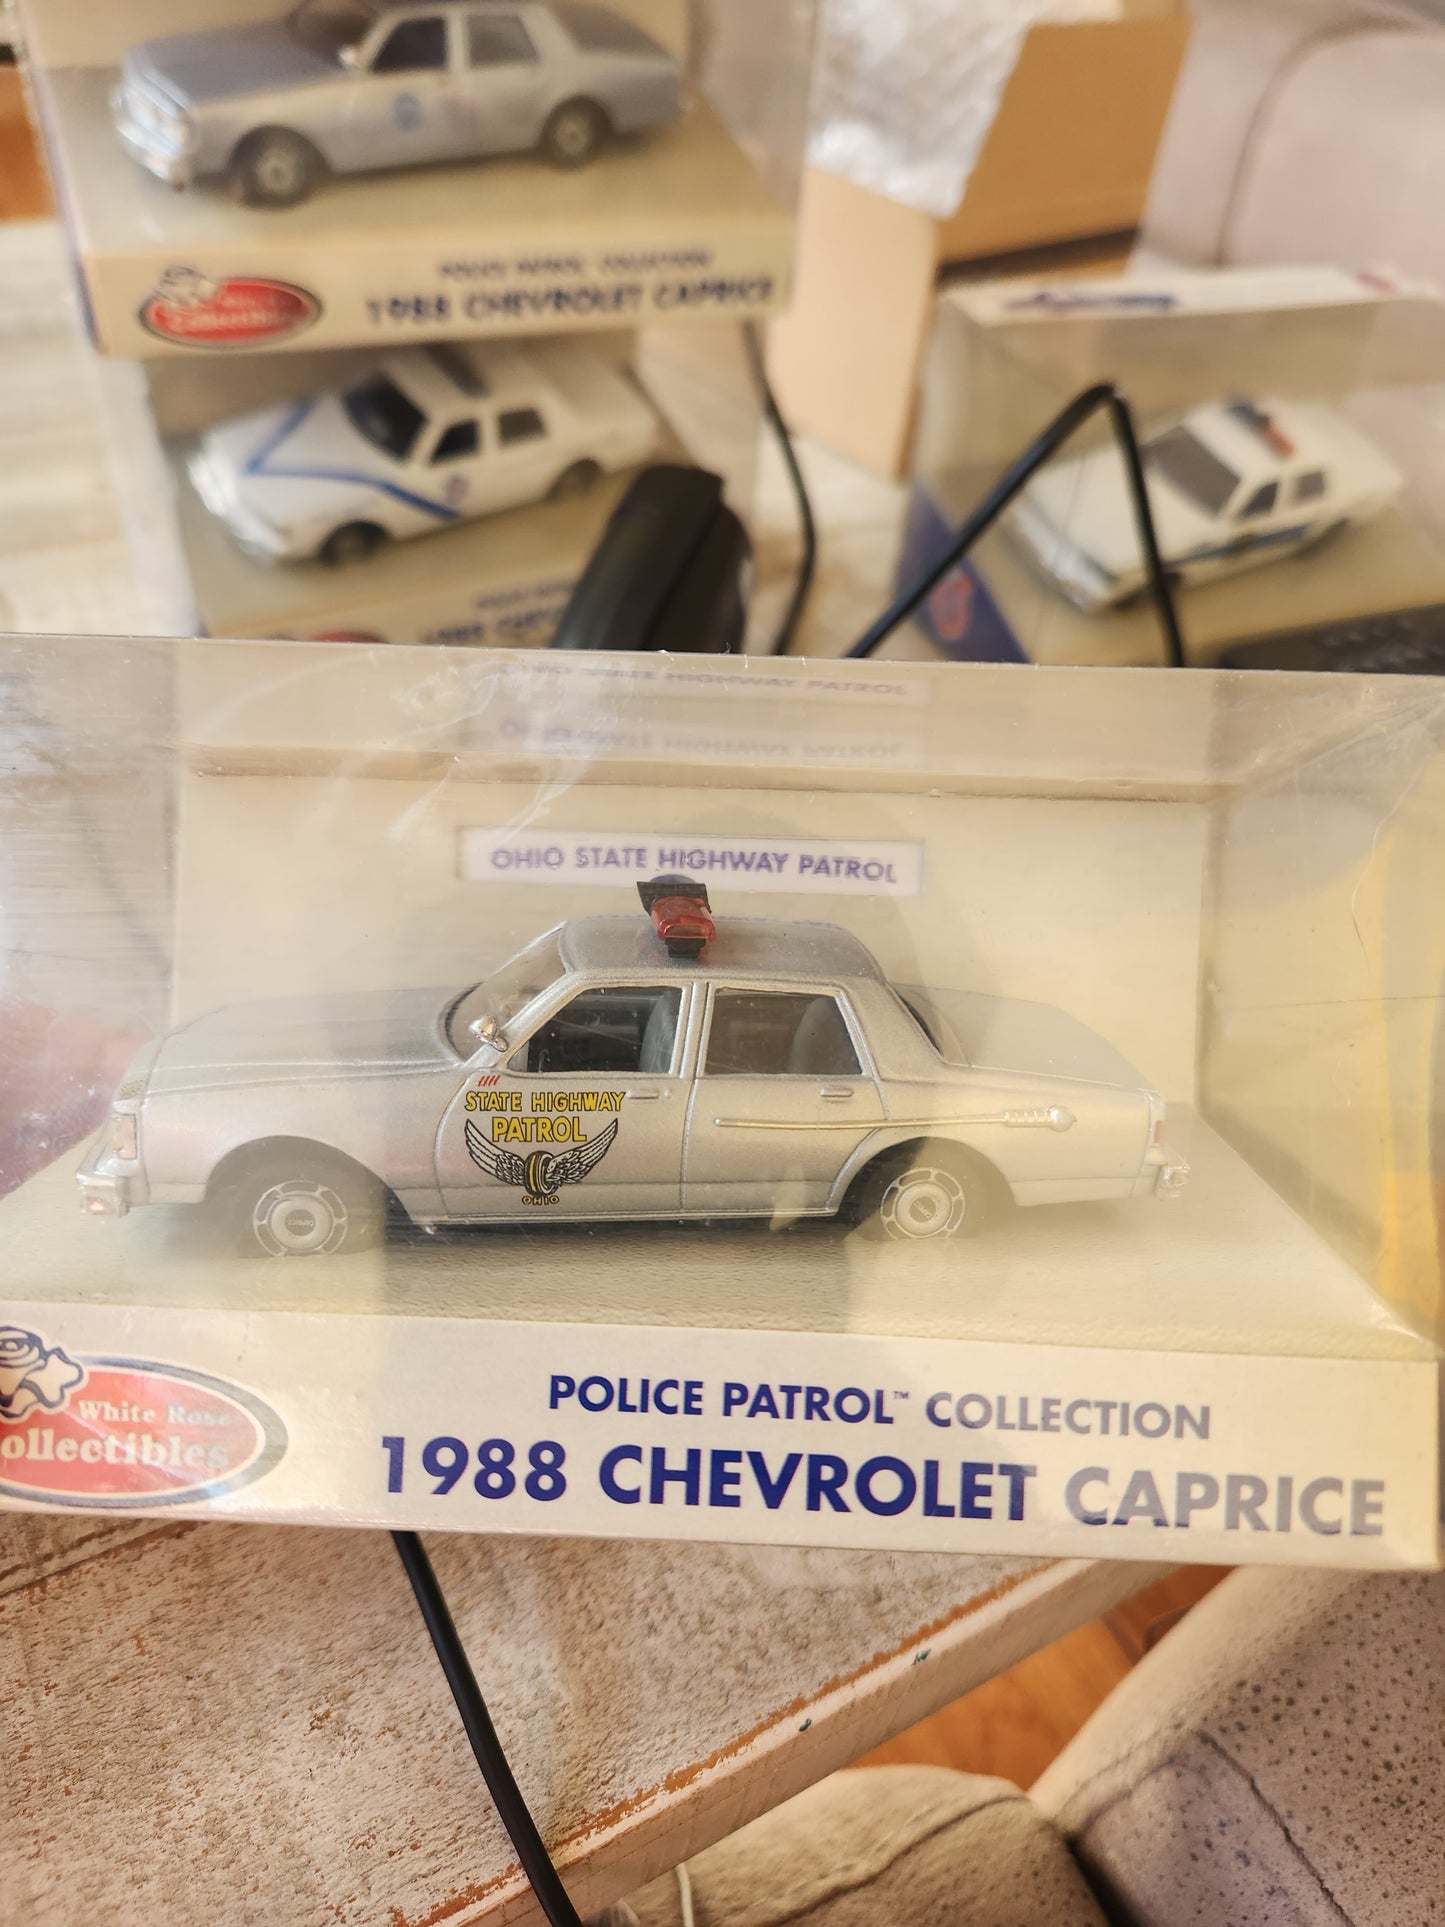 1988 CHEVROLET CAPRICE
OHIO STATE HIGHWAY PATROL
STATE HIGHWAY
PATROL
OHIO
White Rose
ollectibles
POLICE PATROL™ COLLECTION
1988 CHEVROLET CAPRICE